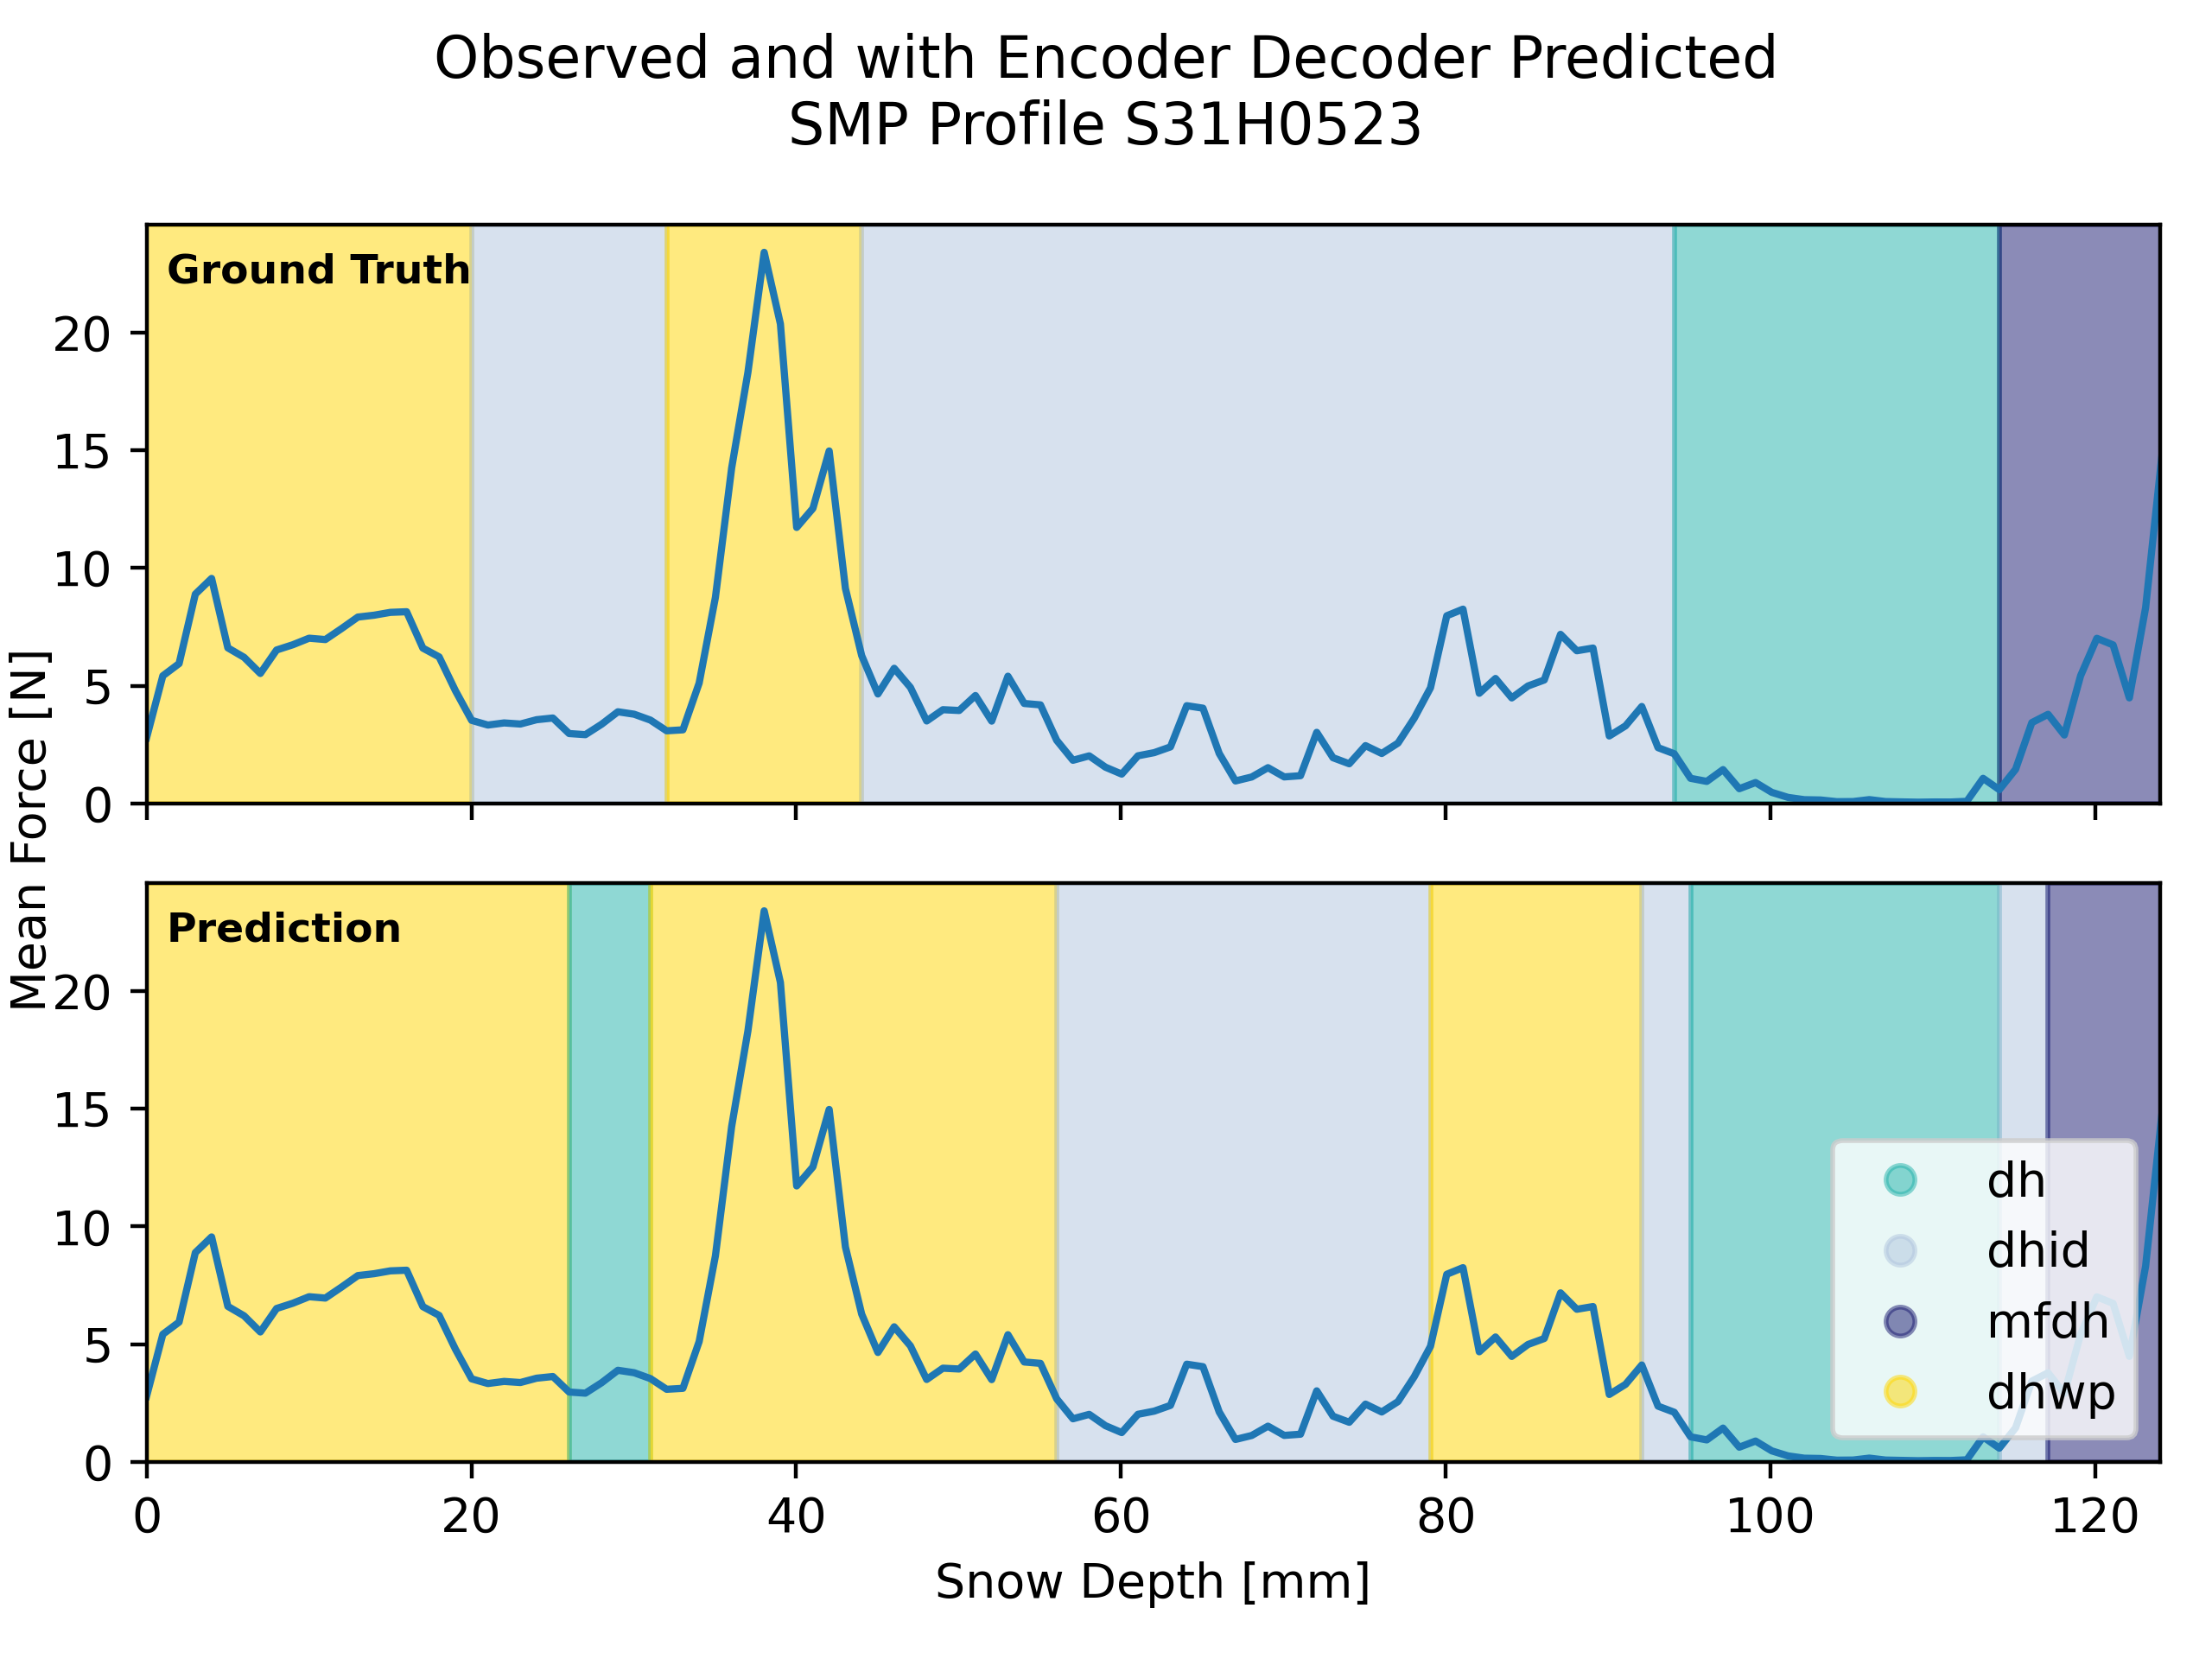 Observed and with Encoder Decoder Predicted
SMP Profile S31H0523
Mean Force [N]
Ground Truth
20
15
10
5
0
Prediction
20
15
10
5
0
dh
dhid
mfdh
dhwp
0 20 40 60 80 100 120
Snow Depth [mm]